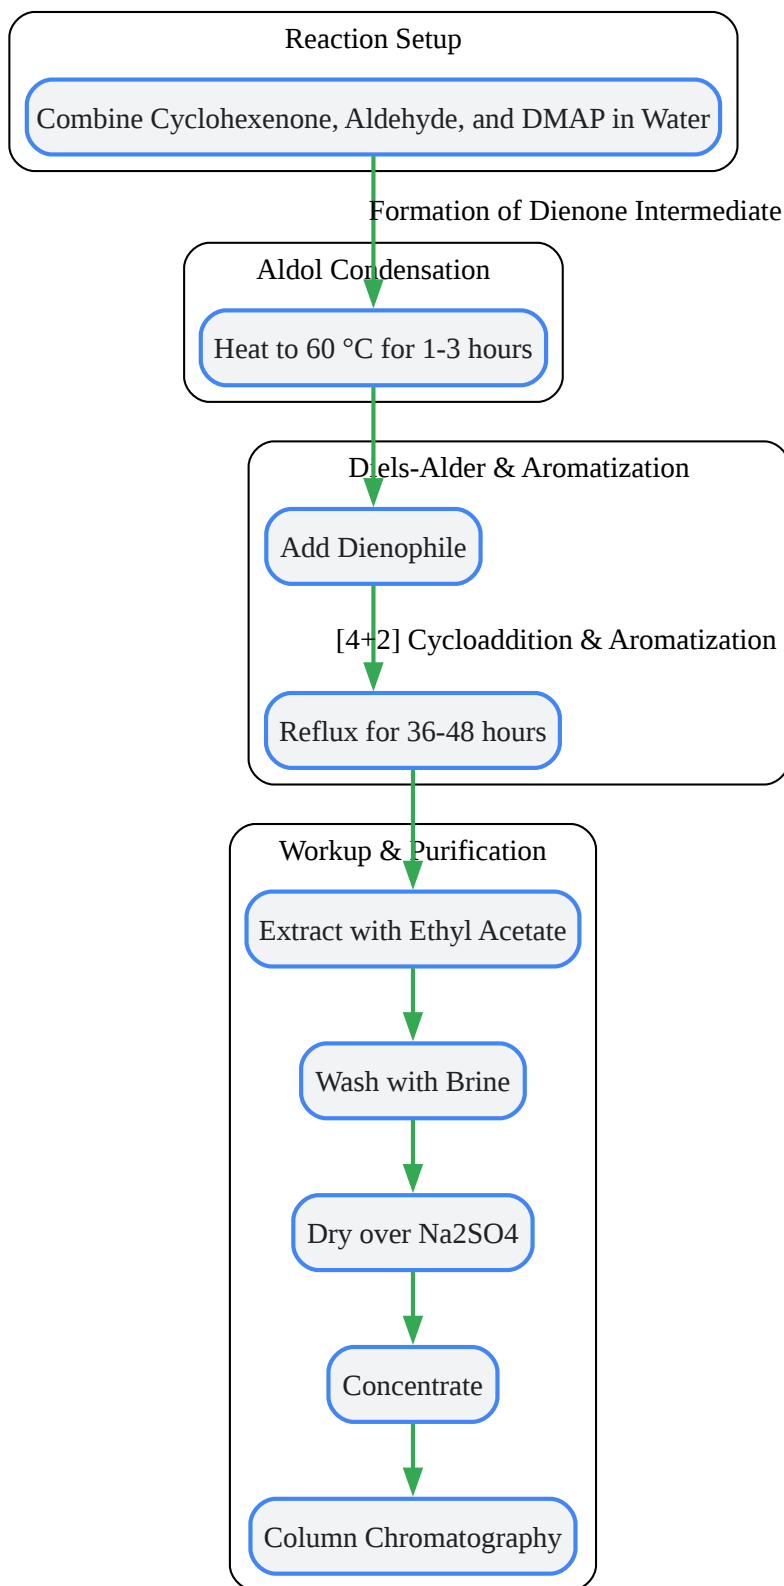 Reaction Setup
Combine Cyclohexenone, Aldehyde, and DMAP in Water
Formation of Dienone Intermediate
Aldol Condensation
Heat to 60 °C for 1-3 hours
Diels-Alder & Aromatization
Add Dienophile
[4+2] Cycloaddition & Aromatization
Reflux for 36-48 hours
Workup & Purification
Extract with Ethyl Acetate
Wash with Brine
Dry over Na2SO4
Concentrate
Column Chromatography